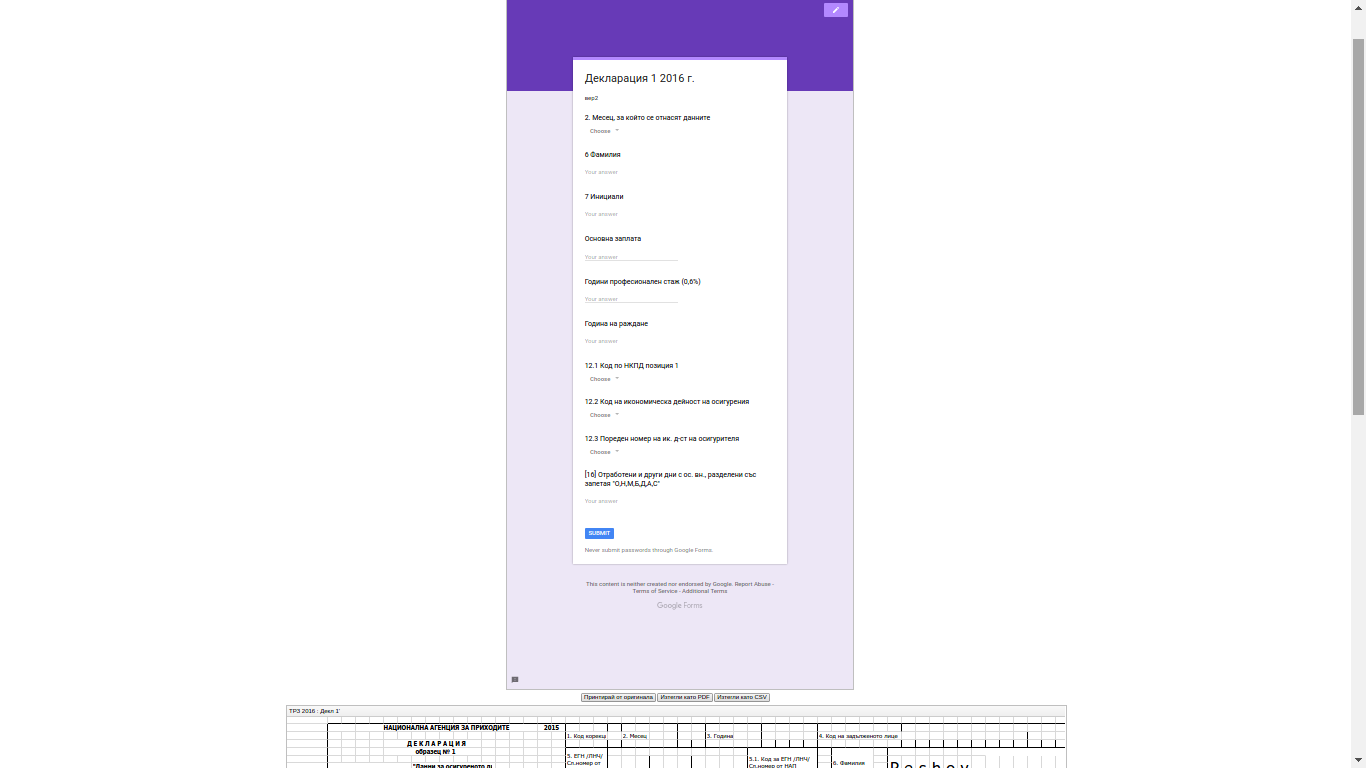 Декларация 1 2016 г.
вер2
2. Месец, за който се отнасят данните
Choose
6 Фамилия
Your answer
7 Инициали
Your answer
Основна заплата
Your answer
Години професионален стаж (0,6%)
Your answer
Година на раждане
Your answer
12.1 Код по НКПД позиция 1
Choose
12.2 Код на икономическа дейност на осигурения
Choose
12.3 Пореден номер на ик. д-ст на осигурителя
Choose
[16] Отработени и други дни с ос. вн., разделени със
запетая "О,Н,М,Б,Д,А,С"
Your answer
SUBMIT
Never submit passwords through Google Forms.
This content is neither created nor endorsed by Google. Report Abuse -
Terms of Service - Additional Terms
Google Forms
Принтирай от оригинала Изтегли като PDF Изтегли като CSV
ТРЗ 2016 : Декл 1'
НАЦИОНАЛНА АГЕНЦИЯ ЗА ПРИХОДИТЕ 2015
1. Код корекц 2. Месец 3. Година 4. Код на задълженото лице
ДЕКЛАРАЦИЯ
образец № 1
5. ЕГН /ЛНЧ/
Сл.номер от
5.1. Код за ЕГН /ЛНЧ/
Сл.номер от НАП
6. Фамилия
Peshev
"Данни за осигуреното ли